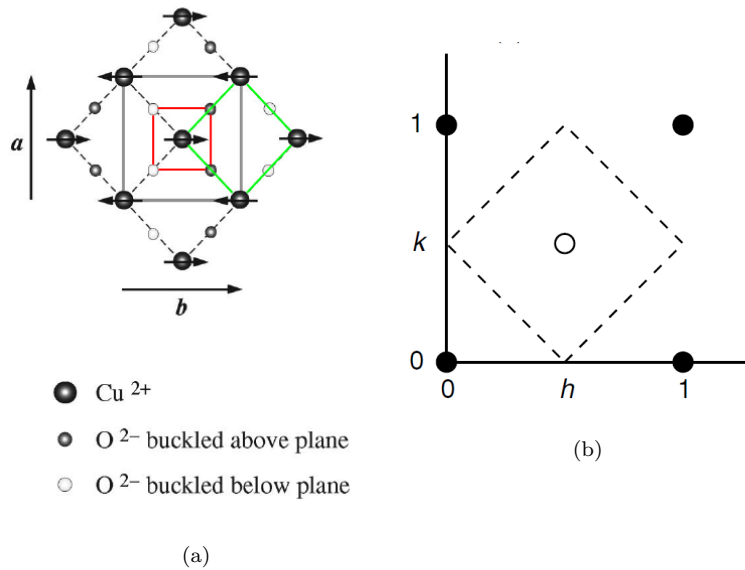 a
b
Cu 2+
O 2− buckled above plane
O 2− buckled below plane
(a)
1
k
0
0
h
1
(b)